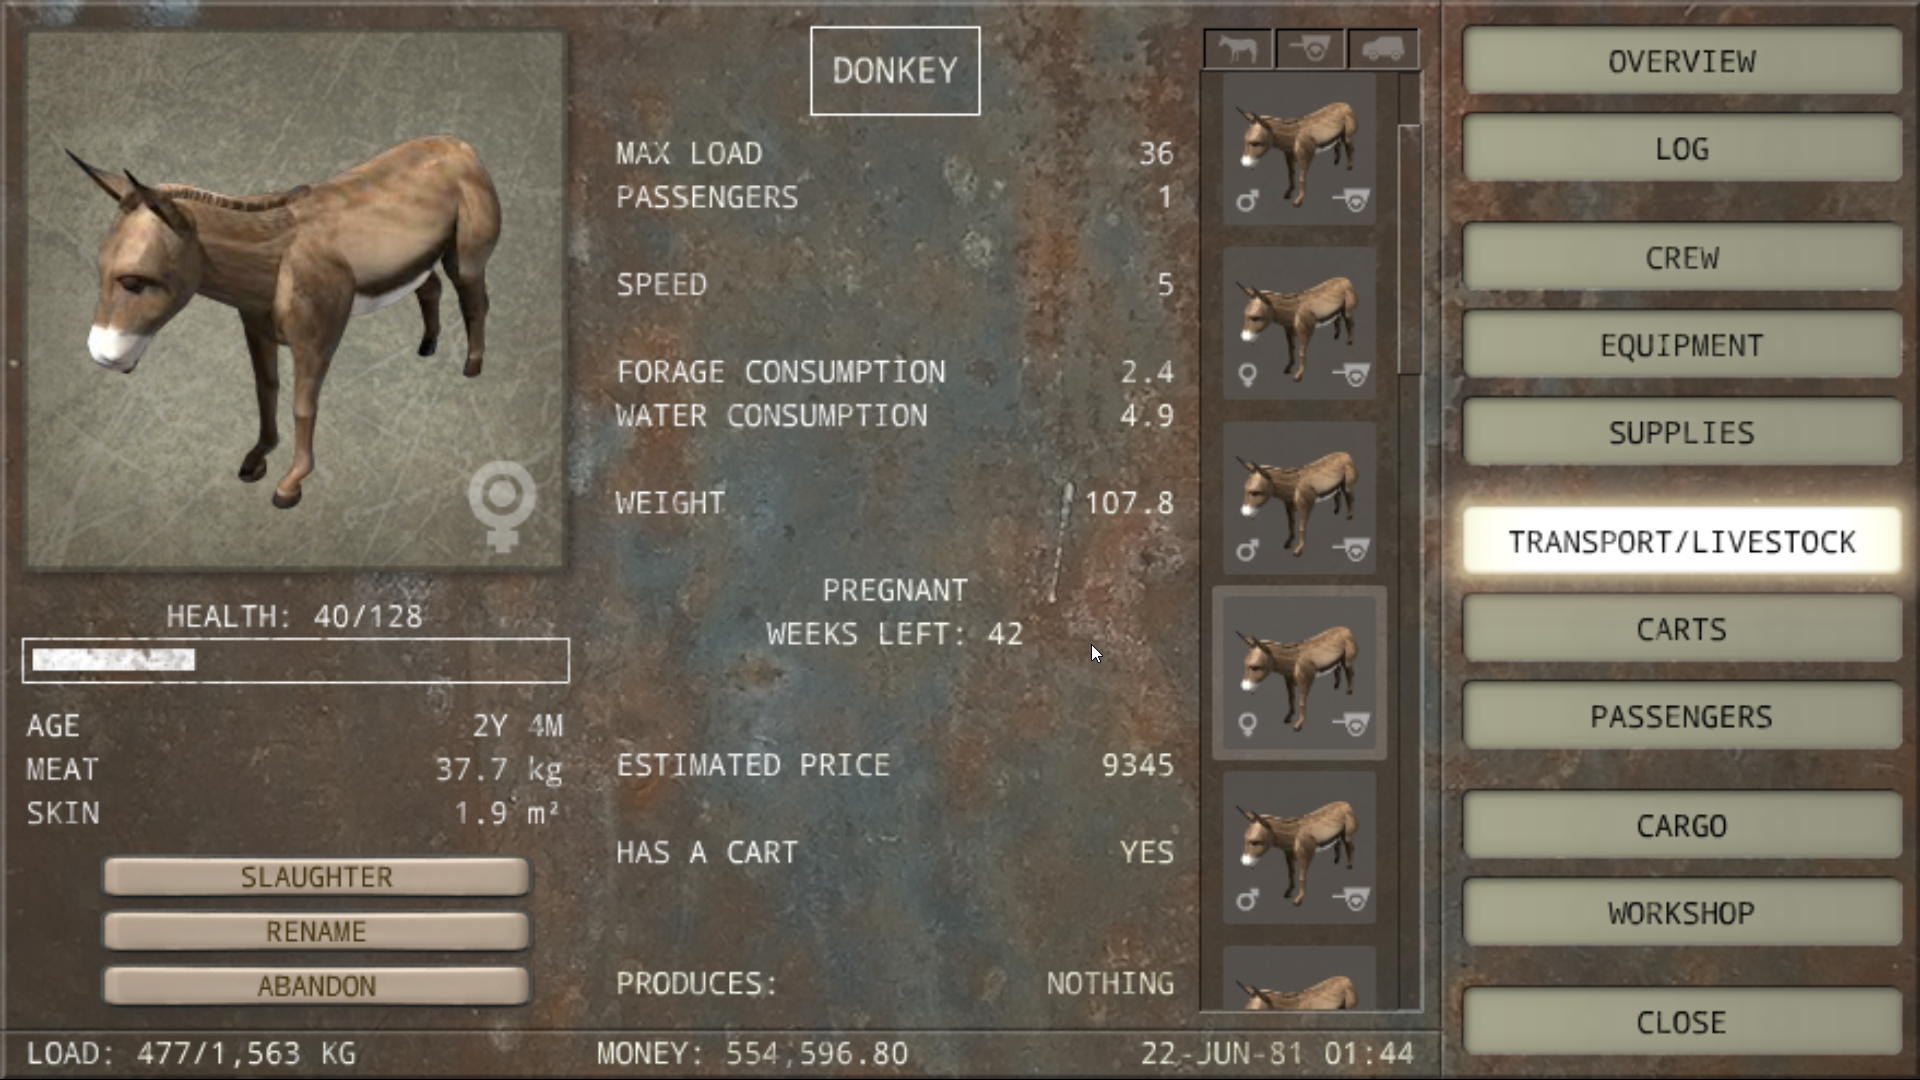 DONKEY
MAX LOAD 36
PASSENGERS 1
SPEED 5
FORAGE CONSUMPTION 2.4
WATER CONSUMPTION 4.9
WEIGHT 107.8
PREGNANT
WEEKS LEFT: 42
ESTIMATED PRICE 9345
HAS A CART YES
PRODUCES: NOTHING
HEALTH: 40/128
AGE 2Y 4M
MEAT 37.7 kg
SKIN 1.9 m²
SLAUGHTER
RENAME
ABANDON
OVERVIEW
LOG
CREW
EQUIPMENT
SUPPLIES
TRANSPORT/LIVESTOCK
CARTS
PASSENGERS
CARGO
WORKSHOP
CLOSE
LOAD: 477/1,563 KG MONEY: 554,596.80 22-JUN-81 01:44